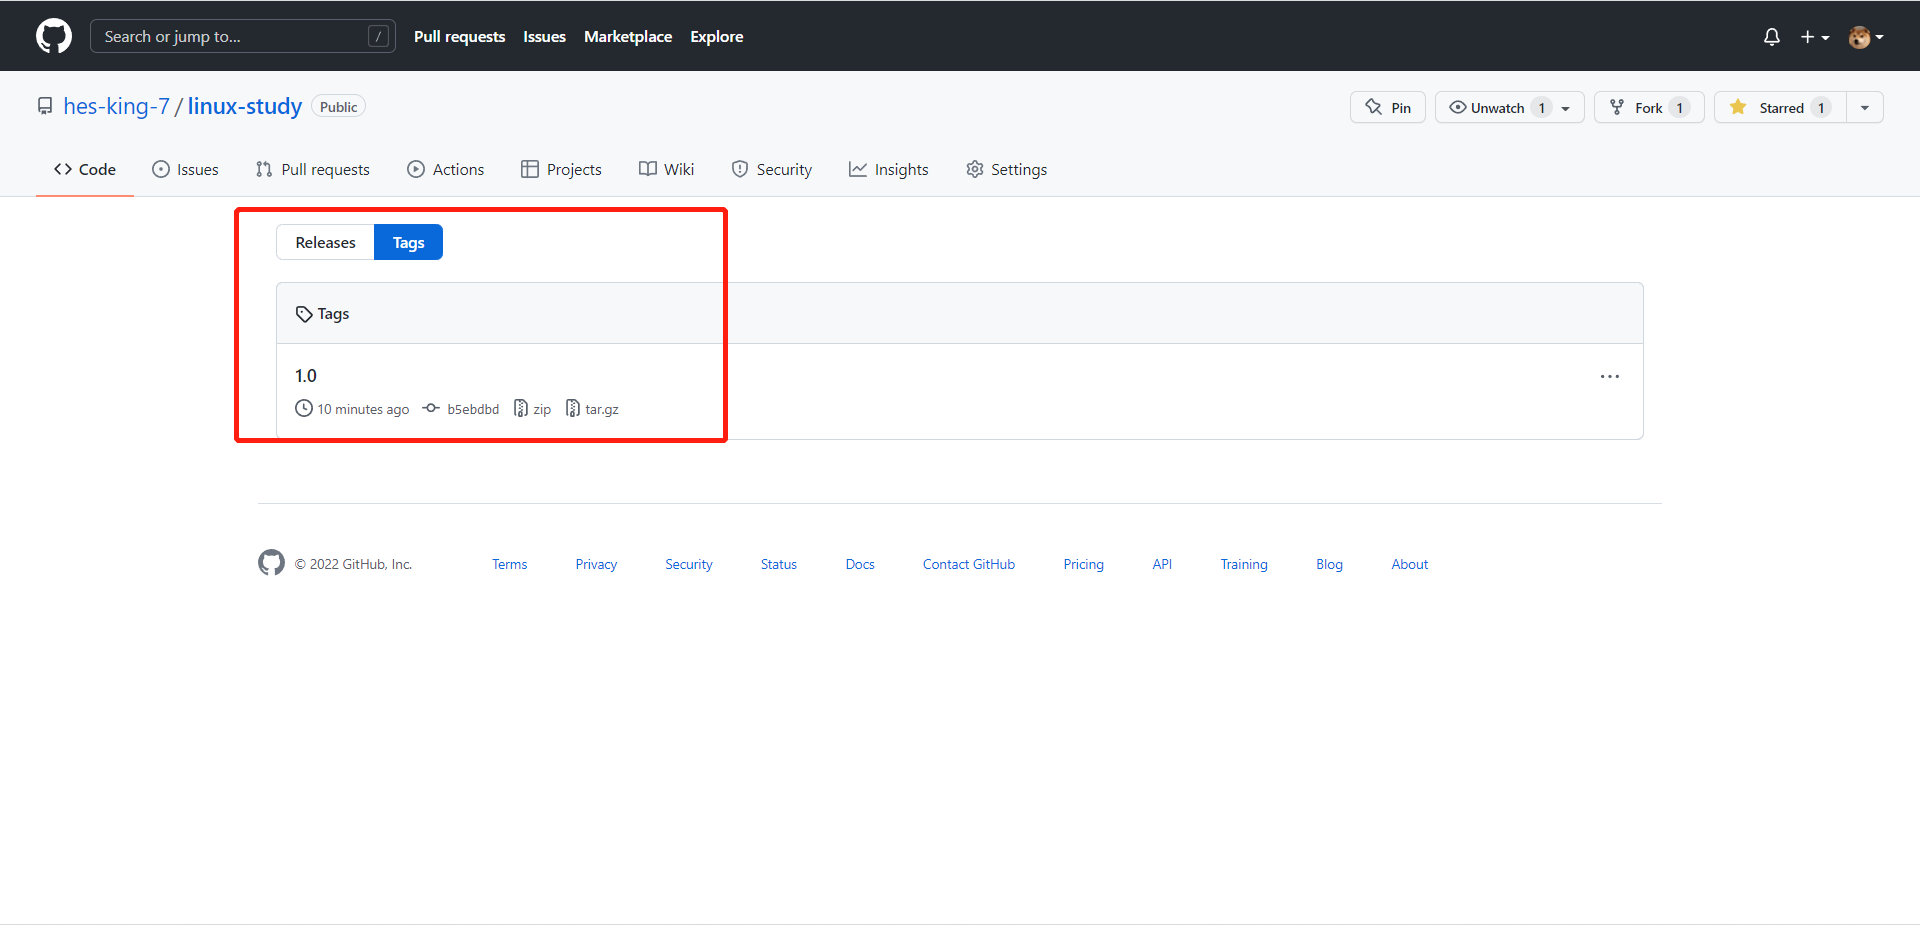 Search or jump to... / Pull requests Issues Marketplace Explore
hes-king-7 / linux-study Public Pin Unwatch 1 Fork 1 Starred 1
Code Issues Pull requests Actions Projects Wiki Security Insights Settings
Releases Tags
Tags
1.0
10 minutes ago b5ebdbd zip tar.gz
© 2022 GitHub, Inc. Terms Privacy Security Status Docs Contact GitHub Pricing API Training Blog About